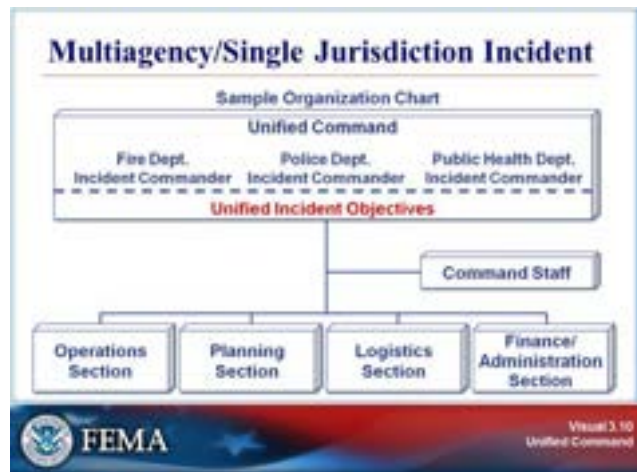 Multiagency/Single Jurisdiction Incident
Sample Organization Chart
Unified Command
Fire Dept.
Incident Commander
Police Dept.
Incident Commander
Public Health Dept.
Incident Commander
Unified Incident Objectives
Command Staff
Operations
Section
Planning
Section
Logistics
Section
Finance/
Administration
Section
FEMA
Visual 3.10
Unified Command